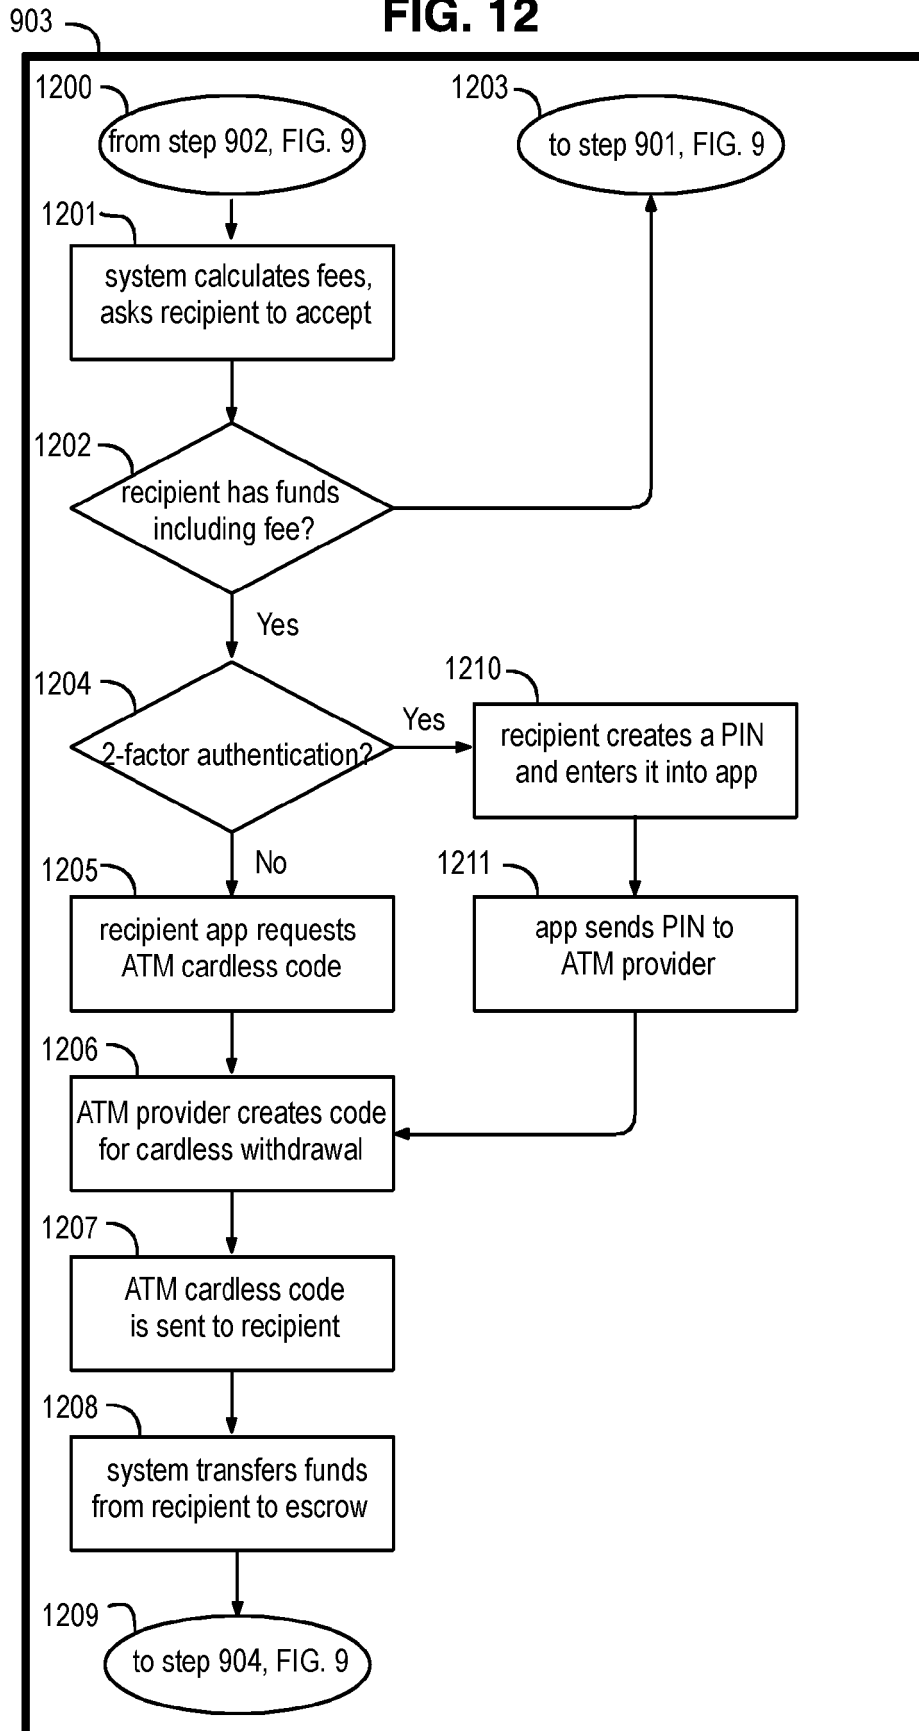 FIG. 12
903
1200
from step 902, FIG. 9
1203
to step 901, FIG. 9
1201
system calculates fees,
asks recipient to accept
1202
recipient has funds
including fee?
Yes
1204
2-factor authentication?
Yes
1210
recipient creates a PIN
and enters it into app
No
1205
recipient app requests
ATM cardless code
1211
app sends PIN to
ATM provider
1206
ATM provider creates code
for cardless withdrawal
1207
ATM cardless code
is sent to recipient
1208
system transfers funds
from recipient to escrow
1209
to step 904, FIG. 9